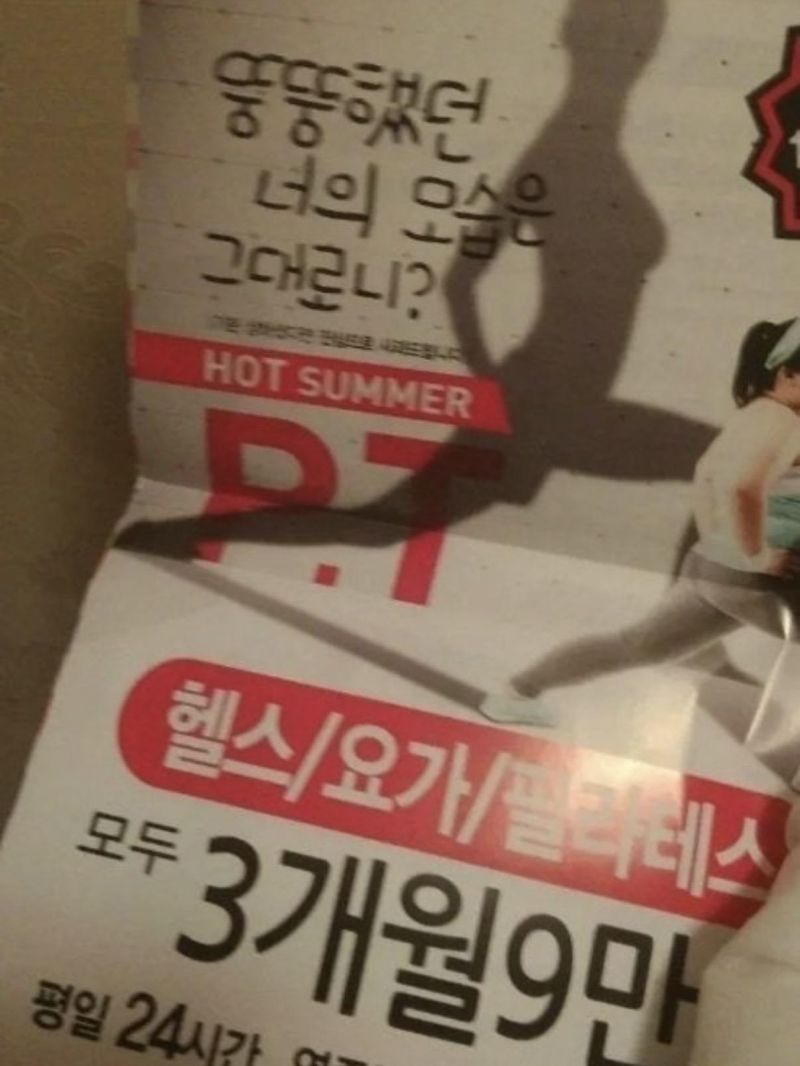 뚱뚱했던
너의 모습은
그대로니?
HOT SUMMER
P.T
헬스/요가/필라테스
모두 3개월9만
평일 24시간